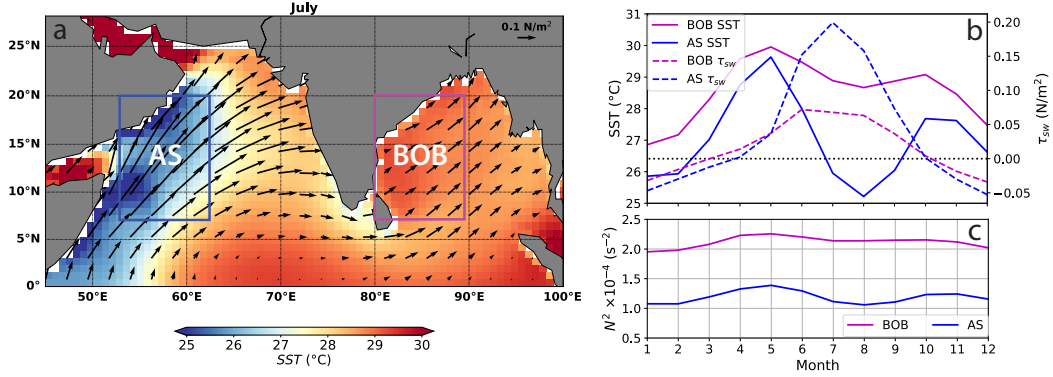 July
a
0.1 N/m²
25°N
20°N
15°N
10°N
5°N
0°
AS
BOB
50°E
60°E
70°E
80°E
90°E
100°E
25
26
27
28
29
30
SST (°C)
b
BOB SST
AS SST
BOB τsw
AS τsw
SST (°C)
31
30
29
28
27
26
25
τsw (N/m²)
0.20
0.15
0.10
0.05
0.00
−0.05
c
N² ×10⁻⁴ (s⁻²)
2.5
2.0
1.5
1.0
0.5
BOB
AS
1 2 3 4 5 6 7 8 9 10 11 12
Month